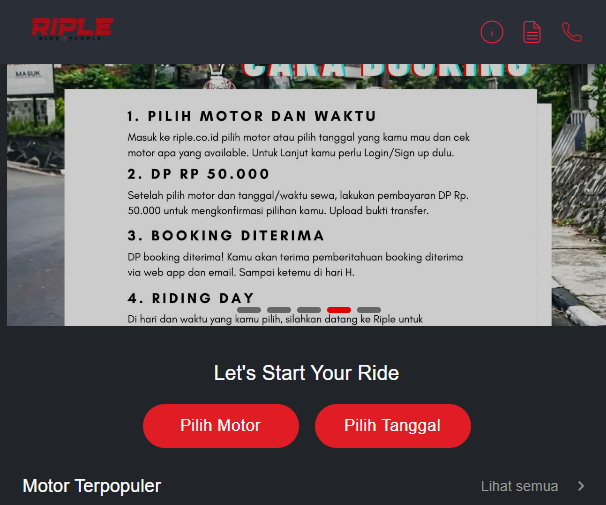 RIPLE
MASUK
CARA BOOKING
1. PILIH MOTOR DAN WAKTU
Masuk ke riple.co.id pilih motor atau pilih tanggal yang kamu mau dan cek
motor apa yang available. Untuk Lanjut kamu perlu Login/Sign up dulu.
2. DP RP 50.000
Setelah pilih motor dan tanggal/waktu sewa, lakukan pembayaran DP Rp.
50.000 untuk mengkonfirmasi pilihan kamu. Upload bukti transfer.
3. BOOKING DITERIMA
DP booking diterima! Kamu akan terima pemberitahuan booking diterima
via web app dan email. Sampai ketemu di hari H.
4. RIDING DAY
Di hari dan waktu yang kamu pilih, silahkan datang ke Riple untuk
Let's Start Your Ride
Pilih Motor
Pilih Tanggal
Motor Terpopuler
Lihat semua